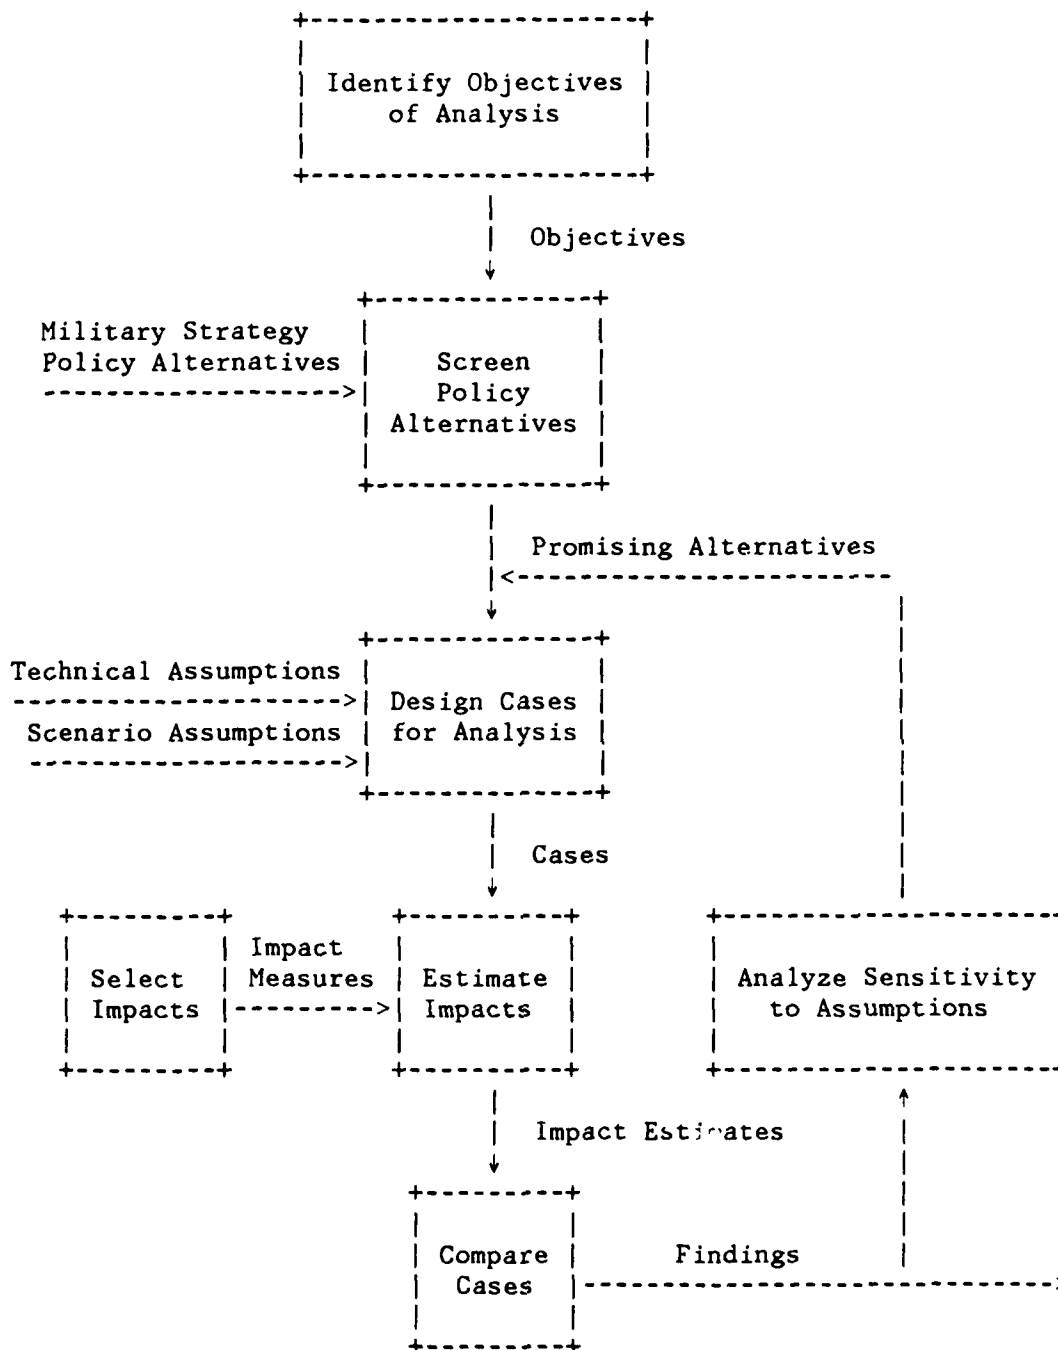 Identify Objectives
of Analysis
Objectives
Military Strategy
Policy Alternatives
Screen
Policy
Alternatives
Promising Alternatives
Technical Assumptions
Scenario Assumptions
Design Cases
for Analysis
Cases
Select
Impacts
Impact
Measures
Estimate
Impacts
Analyze Sensitivity
to Assumptions
Impact Estimates
Compare
Cases
Findings